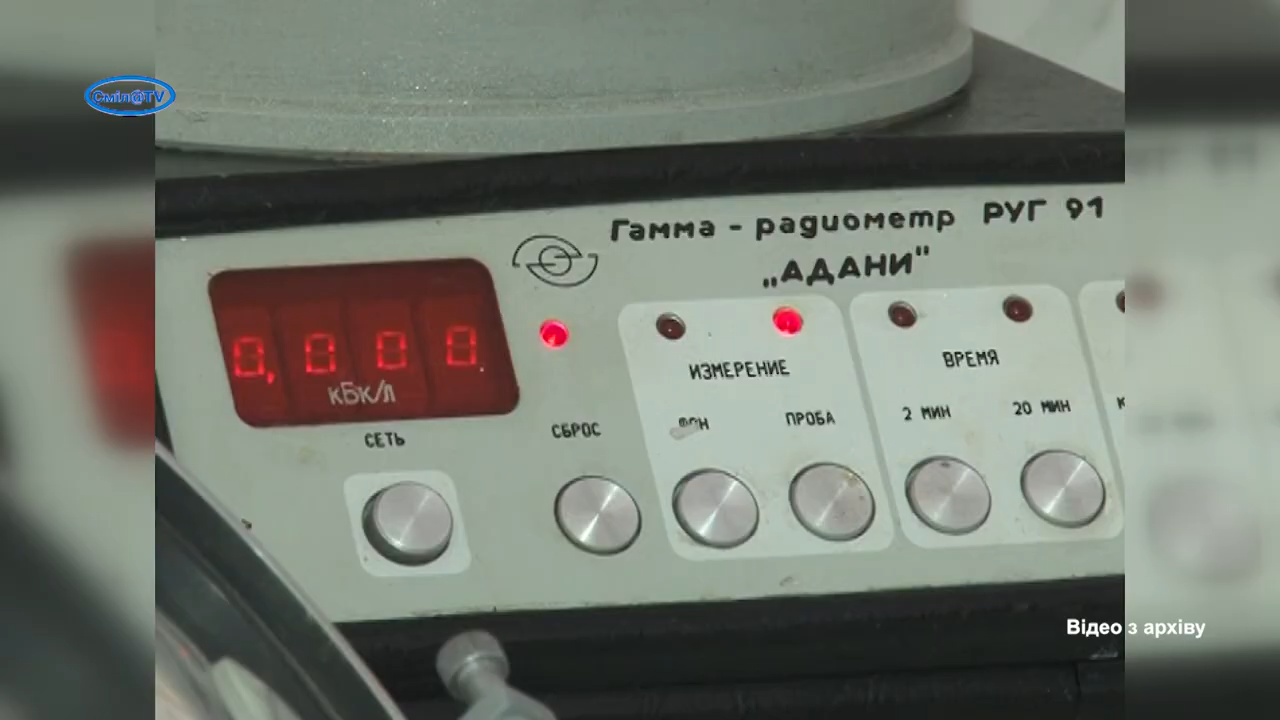 Сміл@TV
Гамма - радиометр РУГ 91
„АДАНИ"
0,000.
кБк/л
ИЗМЕРЕНИЕ
ВРЕМЯ
СЕТЬ
СБРОС
ФОН
ПРОБА
2 МИН
20 МИН
К
Відео з архіву